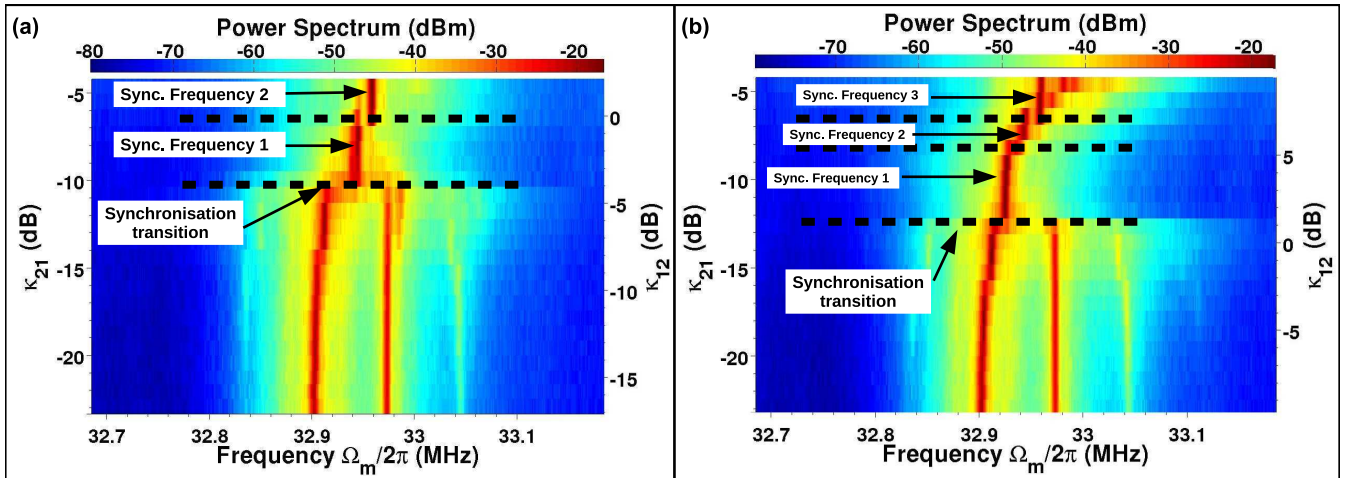 (a)
Power Spectrum (dBm)
-80 -70 -60 -50 -40 -30 -20
Sync. Frequency 2
Sync. Frequency 1
Synchronisation
transition
-5
-10
-15
-20
κ21 (dB)
0
-5
-10
-15
κ12 (dB)
32.7 32.8 32.9 33 33.1
Frequency Ωm/2π (MHz)
(b)
Power Spectrum (dBm)
-70 -60 -50 -40 -30 -20
Sync. Frequency 3
Sync. Frequency 2
Sync. Frequency 1
Synchronisation
transition
-5
-10
-15
-20
κ21 (dB)
5
0
-5
κ12 (dB)
32.7 32.8 32.9 33 33.1
Frequency Ωm/2π (MHz)